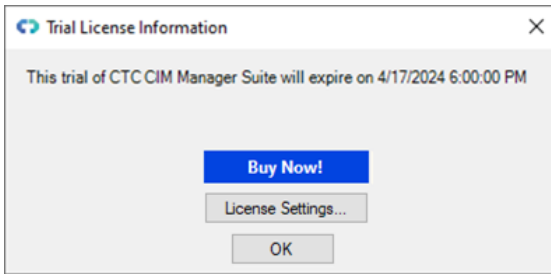 Trial License Information
This trial of CTC CIM Manager Suite will expire on 4/17/2024 6:00:00 PM
Buy Now!
License Settings...
OK